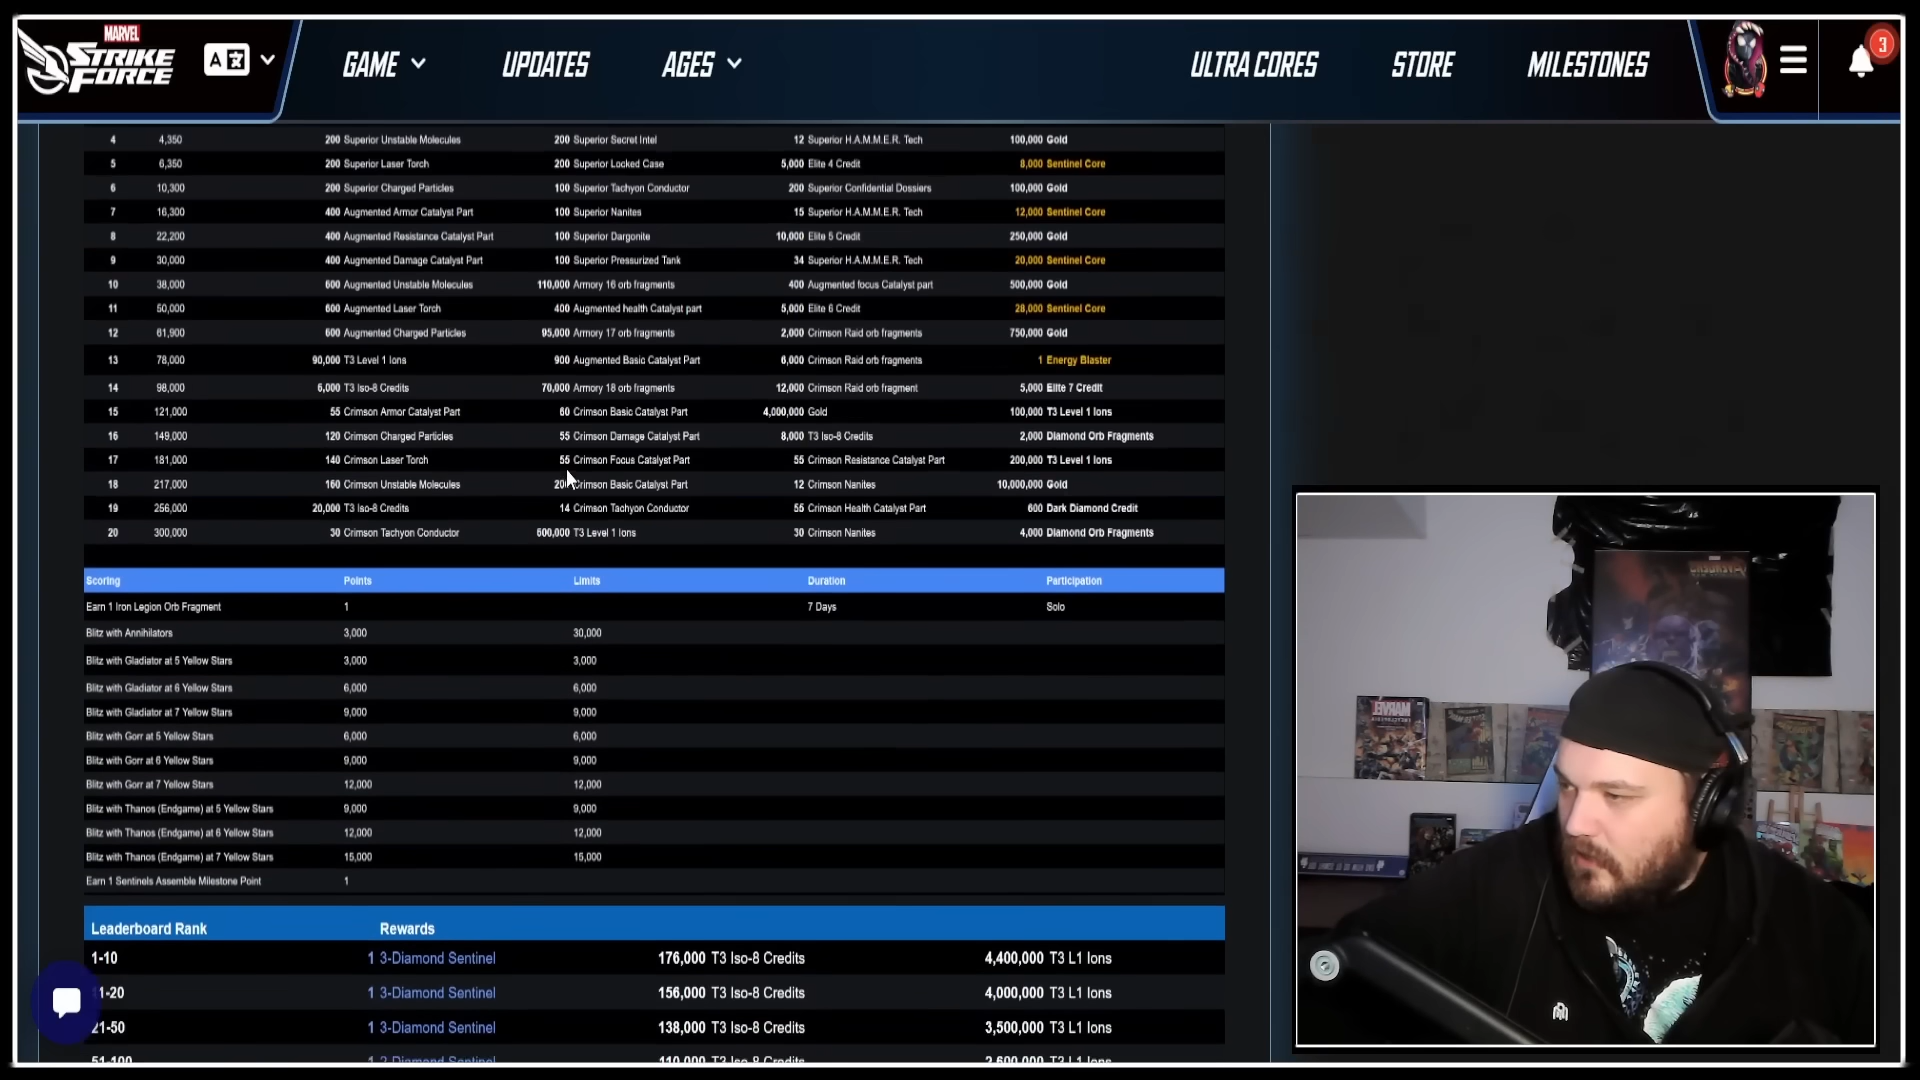 MARVEL STRIKE FORCE
GAME UPDATES AGES ULTRA CORES STORE MILESTONES 3
4 4,350 200 Superior Unstable Molecules 200 Superior Secret Intel 12 Superior H.A.M.M.E.R. Tech 100,000 Gold
5 6,350 200 Superior Laser Torch 200 Superior Locked Case 5,000 Elite 4 Credit 8,000 Sentinel Core
6 10,300 200 Superior Charged Particles 100 Superior Tachyon Conductor 200 Superior Confidential Dossiers 100,000 Gold
7 16,300 400 Augmented Armor Catalyst Part 100 Superior Nanites 15 Superior H.A.M.M.E.R. Tech 12,000 Sentinel Core
8 22,200 400 Augmented Resistance Catalyst Part 100 Superior Dargonite 10,000 Elite 5 Credit 250,000 Gold
9 30,000 400 Augmented Damage Catalyst Part 100 Superior Pressurized Tank 34 Superior H.A.M.M.E.R. Tech 20,000 Sentinel Core
10 38,000 600 Augmented Unstable Molecules 110,000 Armory 16 orb fragments 400 Augmented focus Catalyst part 500,000 Gold
11 50,000 600 Augmented Laser Torch 400 Augmented health Catalyst part 5,000 Elite 6 Credit 28,000 Sentinel Core
12 61,900 600 Augmented Charged Particles 95,000 Armory 17 orb fragments 2,000 Crimson Raid orb fragments 750,000 Gold
13 78,000 90,000 T3 Level 1 Ions 900 Augmented Basic Catalyst Part 6,000 Crimson Raid orb fragments 1 Energy Blaster
14 98,000 6,000 T3 Iso-8 Credits 70,000 Armory 18 orb fragments 12,000 Crimson Raid orb fragment 5,000 Elite 7 Credit
15 121,000 55 Crimson Armor Catalyst Part 60 Crimson Basic Catalyst Part 4,000,000 Gold 100,000 T3 Level 1 Ions
16 149,000 120 Crimson Charged Particles 55 Crimson Damage Catalyst Part 8,000 T3 Iso-8 Credits 2,000 Diamond Orb Fragments
17 181,000 140 Crimson Laser Torch 55 Crimson Focus Catalyst Part 55 Crimson Resistance Catalyst Part 200,000 T3 Level 1 Ions
18 217,000 160 Crimson Unstable Molecules Crimson Basic Catalyst Part 12 Crimson Nanites 10,000,000 Gold
19 256,000 20,000 T3 Iso-8 Credits 14 Crimson Tachyon Conductor 55 Crimson Health Catalyst Part 600 Dark Diamond Credit
20 300,000 30 Crimson Tachyon Conductor 600,000 T3 Level 1 Ions 30 Crimson Nanites 4,000 Diamond Orb Fragments
Scoring Points Limits Duration Participation
Earn 1 Iron Legion Orb Fragment 1 7 Days Solo
Blitz with Annihilators 3,000 30,000
Blitz with Gladiator at 5 Yellow Stars 3,000 3,000
Blitz with Gladiator at 6 Yellow Stars 6,000 6,000
Blitz with Gladiator at 7 Yellow Stars 9,000 9,000
Blitz with Gorr at 5 Yellow Stars 6,000 6,000
Blitz with Gorr at 6 Yellow Stars 9,000 9,000
Blitz with Gorr at 7 Yellow Stars 12,000 12,000
Blitz with Thanos (Endgame) at 5 Yellow Stars 9,000 9,000
Blitz with Thanos (Endgame) at 6 Yellow Stars 12,000 12,000
Blitz with Thanos (Endgame) at 7 Yellow Stars 15,000 15,000
Earn 1 Sentinels Assemble Milestone Point 1
Leaderboard Rank Rewards
1-10 1 3-Diamond Sentinel 176,000 T3 Iso-8 Credits 4,400,000 T3 L1 Ions
11-20 1 3-Diamond Sentinel 156,000 T3 Iso-8 Credits 4,000,000 T3 L1 Ions
21-50 1 3-Diamond Sentinel 138,000 T3 Iso-8 Credits 3,500,000 T3 L1 Ions
51-100 1 2-Diamond Sentinel 110,000 T3 Iso-8 Credits 2,600,000 T3 L1 Ions